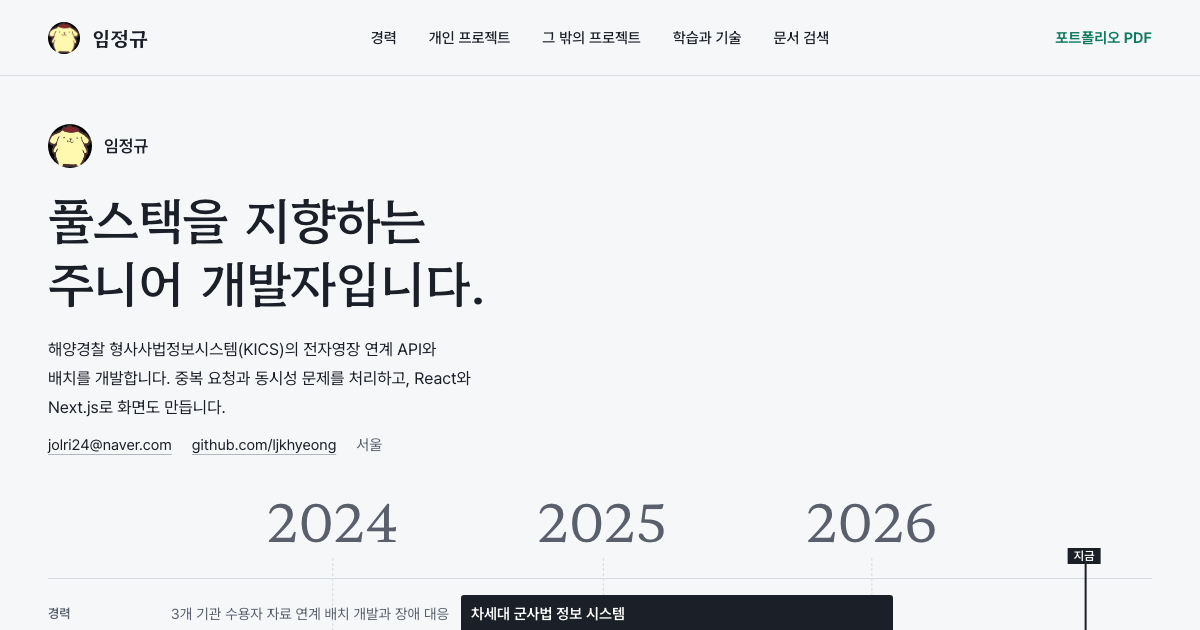 임정규
경력 개인 프로젝트 그 밖의 프로젝트 학습과 기술 문서 검색
포트폴리오 PDF
임정규
풀스택을 지향하는
주니어 개발자입니다.
해양경찰 형사사법정보시스템(KICS)의 전자영장 연계 API와
배치를 개발합니다. 중복 요청과 동시성 문제를 처리하고, React와
Next.js로 화면도 만듭니다.
jolri24@naver.com github.com/ljkhyeong 서울
2024 2025 2026
지금
경력 3개 기관 수용자 자료 연계 배치 개발과 장애 대응 차세대 군사법 정보 시스템